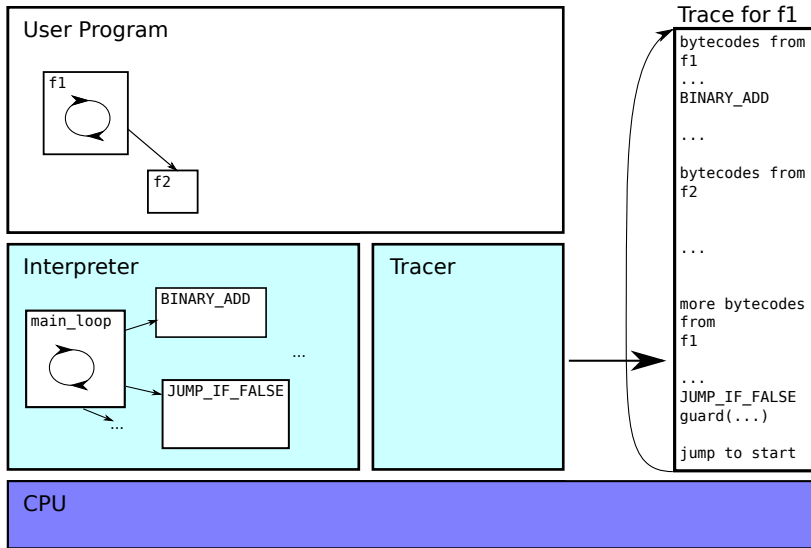 User Program
f1
f2
Interpreter
main_loop
BINARY_ADD
...
JUMP_IF_FALSE
...
Tracer
Trace for f1
bytecodes from
f1
...
BINARY_ADD
...
bytecodes from
f2
...
more bytecodes
from
f1
...
JUMP_IF_FALSE
guard(...)
jump to start
CPU